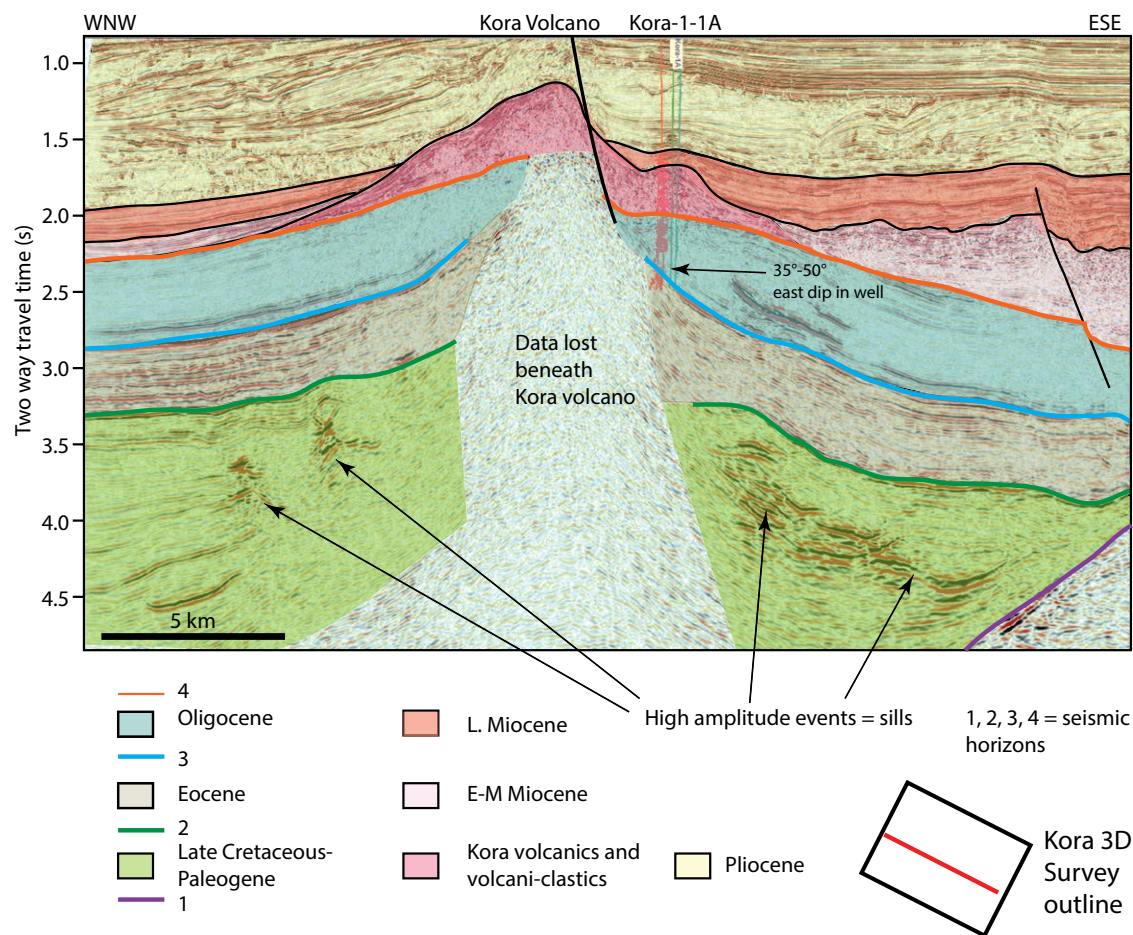 WNW
Kora Volcano
Kora-1-1A
ESE
Kora-1A
Two way travel time (s)
1.0
1.5
2.0
2.5
3.0
3.5
4.0
4.5
35°-50°
east dip in well
Data lost
beneath
Kora volcano
5 km
High amplitude events = sills
1, 2, 3, 4 = seismic
horizons
4
Oligocene
3
Eocene
2
Late Cretaceous-
Paleogene
1
L. Miocene
E-M Miocene
Kora volcanics and
volcani-clastics
Pliocene
Kora 3D
Survey
outline